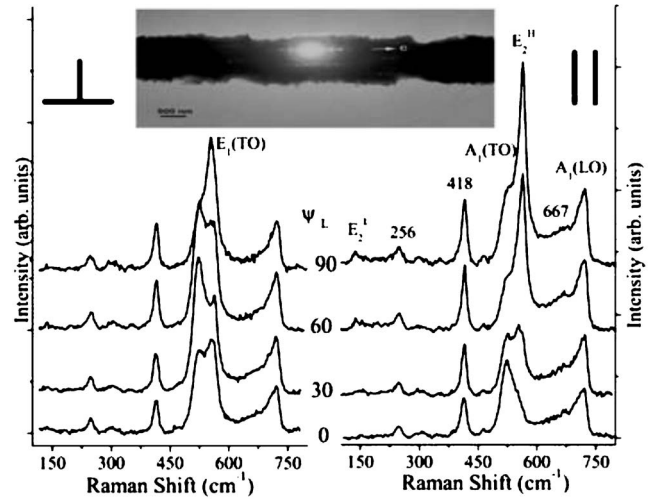 E₂ᴴ
E₁(TO)
A₁(TO)
A₁(LO)
418
667
Ψ_L
E₂ᴸ
256
90
60
30
0
Intensity (arb. units)
Intensity (arb. units)
150 300 450 600 750
150 300 450 600 750
Raman Shift (cm⁻¹)
Raman Shift (cm⁻¹)